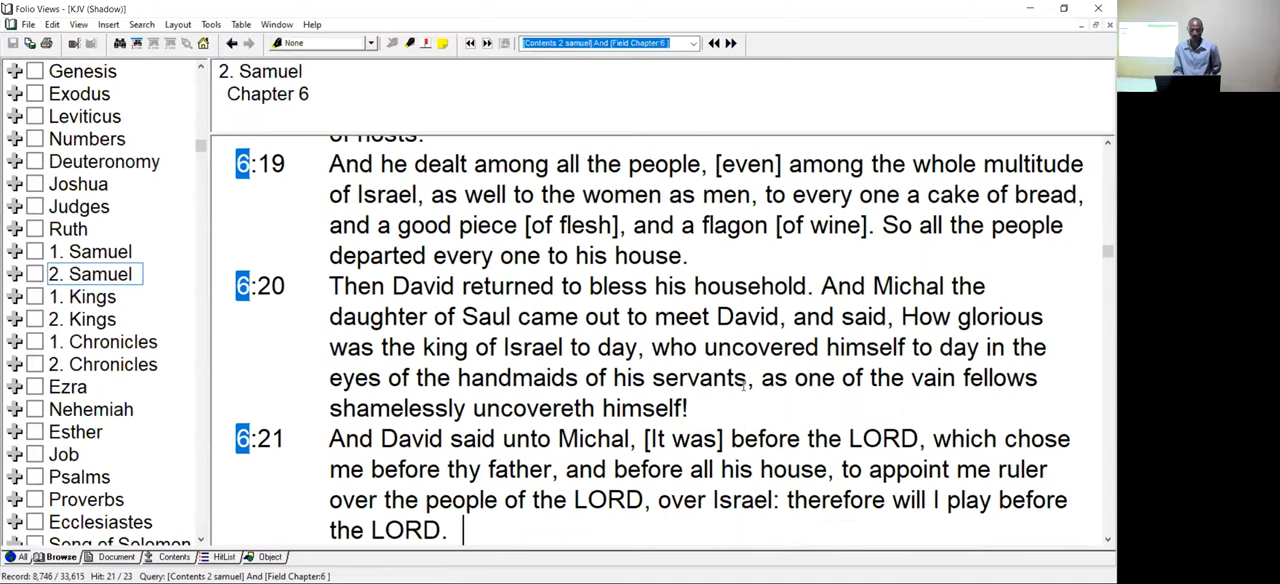 Folio Views - [KJV (Shadow)]
File Edit View Insert Search Layout Tools Table Window Help
None
[Contents 2 samuel] And [Field Chapter:6 ]
Genesis
Exodus
Leviticus
Numbers
Deuteronomy
Joshua
Judges
Ruth
1. Samuel
2. Samuel
1. Kings
2. Kings
1. Chronicles
2. Chronicles
Ezra
Nehemiah
Esther
Job
Psalms
Proverbs
Ecclesiastes
Song of Solomon
2. Samuel
Chapter 6
of hosts.
6:19 And he dealt among all the people, [even] among the whole multitude
of Israel, as well to the women as men, to every one a cake of bread,
and a good piece [of flesh], and a flagon [of wine]. So all the people
departed every one to his house.
6:20 Then David returned to bless his household. And Michal the
daughter of Saul came out to meet David, and said, How glorious
was the king of Israel to day, who uncovered himself to day in the
eyes of the handmaids of his servants, as one of the vain fellows
shamelessly uncovereth himself!
6:21 And David said unto Michal, [It was] before the LORD, which chose
me before thy father, and before all his house, to appoint me ruler
over the people of the LORD, over Israel: therefore will I play before
the LORD.
All Browse Document Contents HitList Object
Record: 8,746 / 33,615 Hit: 21 / 23 Query: [Contents 2 samuel] And [Field Chapter:6 ]